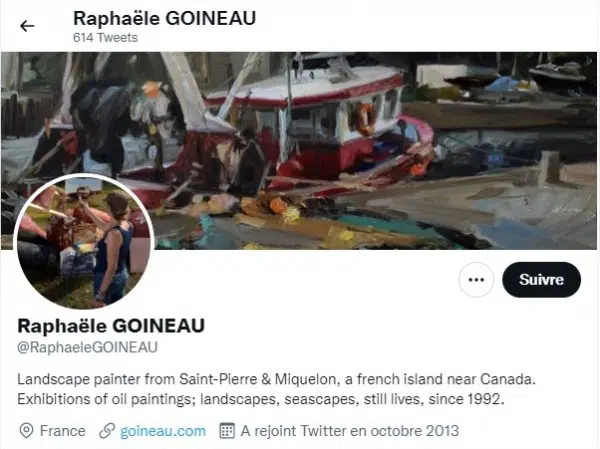 Raphaële GOINEAU
614 Tweets
Suivre
Raphaële GOINEAU
@RaphaeleGOINEAU
Landscape painter from Saint-Pierre & Miquelon, a french island near Canada.
Exhibitions of oil paintings; landscapes, seascapes, still lives, since 1992.
France goineau.com A rejoint Twitter en octobre 2013